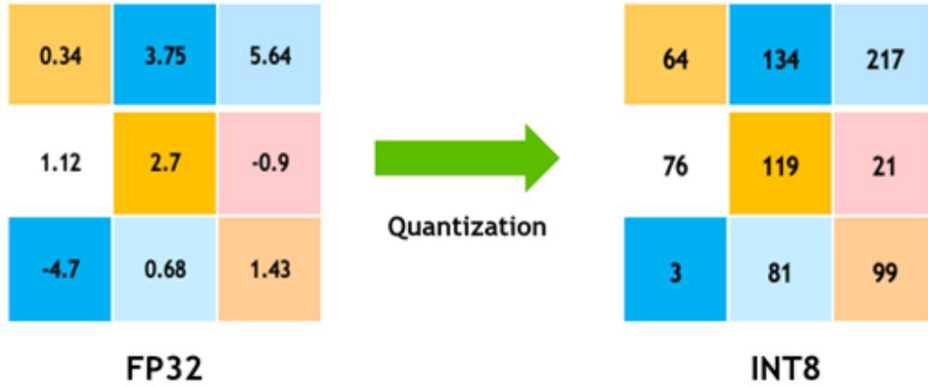 0.34 3.75 5.64
1.12 2.7 -0.9
-4.7 0.68 1.43
FP32
Quantization
64 134 217
76 119 21
3 81 99
INT8